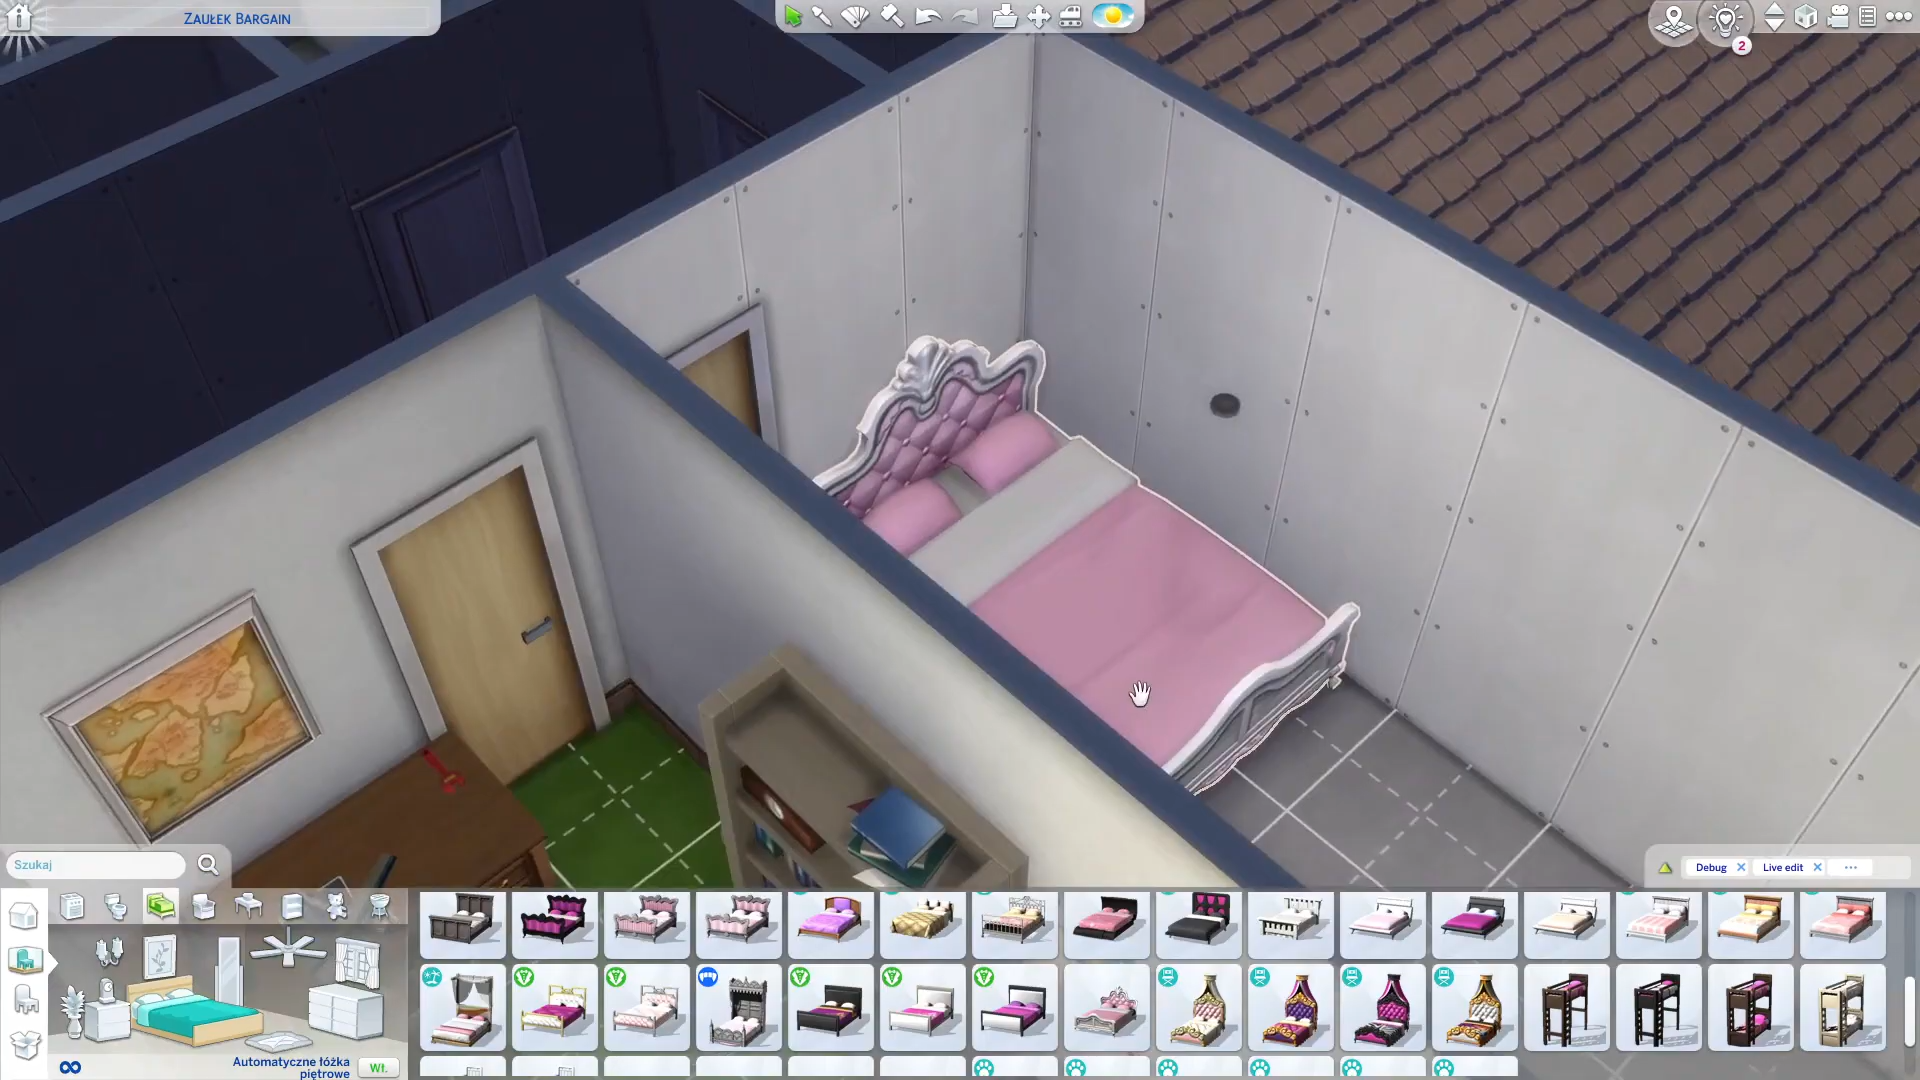 ZAUŁEK BARGAIN
2
Szukaj
Debug
Live edit
Automatyczne łóżka
piętrowe
WŁ.